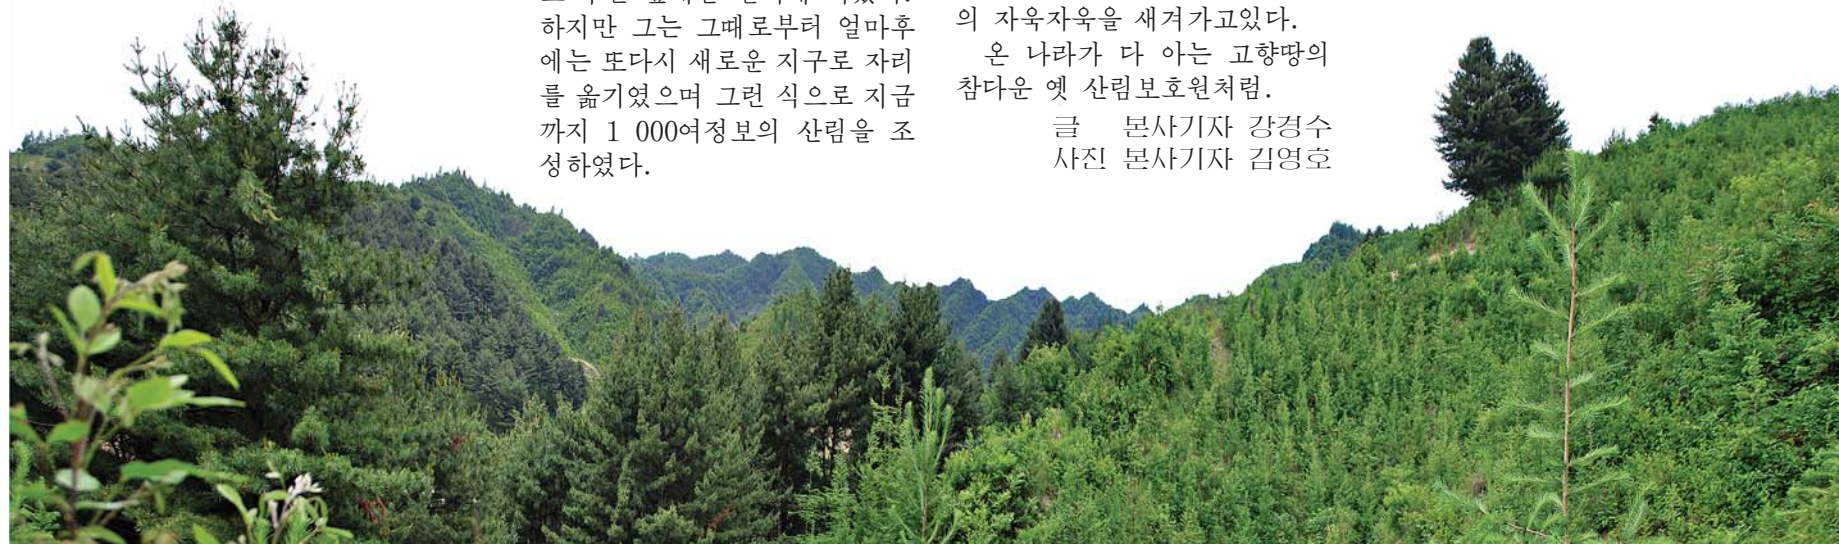 하지만 그는 그때로부터 얼마후
에는 또다시 새로운 지구로 자리
를 옮기였으며 그런 식으로 지금
까지 1 000여정보의 산림을 조
성하였다.
의 자욱자욱을 새겨가고있다.
온 나라가 다 아는 고향땅의
참다운 옛 산림보호원처럼.
글 본사기자 강경수
사진 본사기자 김영호